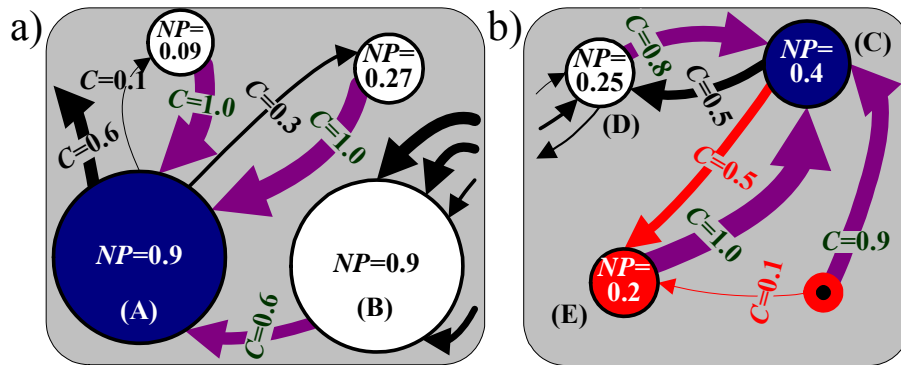 a)
NP=
0.09
NP=
0.27
C=0.1
C=1.0
C=0.3
C=1.0
C=0.6
NP=0.9
(A)
NP=0.9
(B)
C=0.6
b)
NP=
0.25
(D)
C=0.8
NP=
0.4
(C)
C=0.5
C=0.5
C=1.0
C=0.9
NP=
0.2
(E)
C=0.1